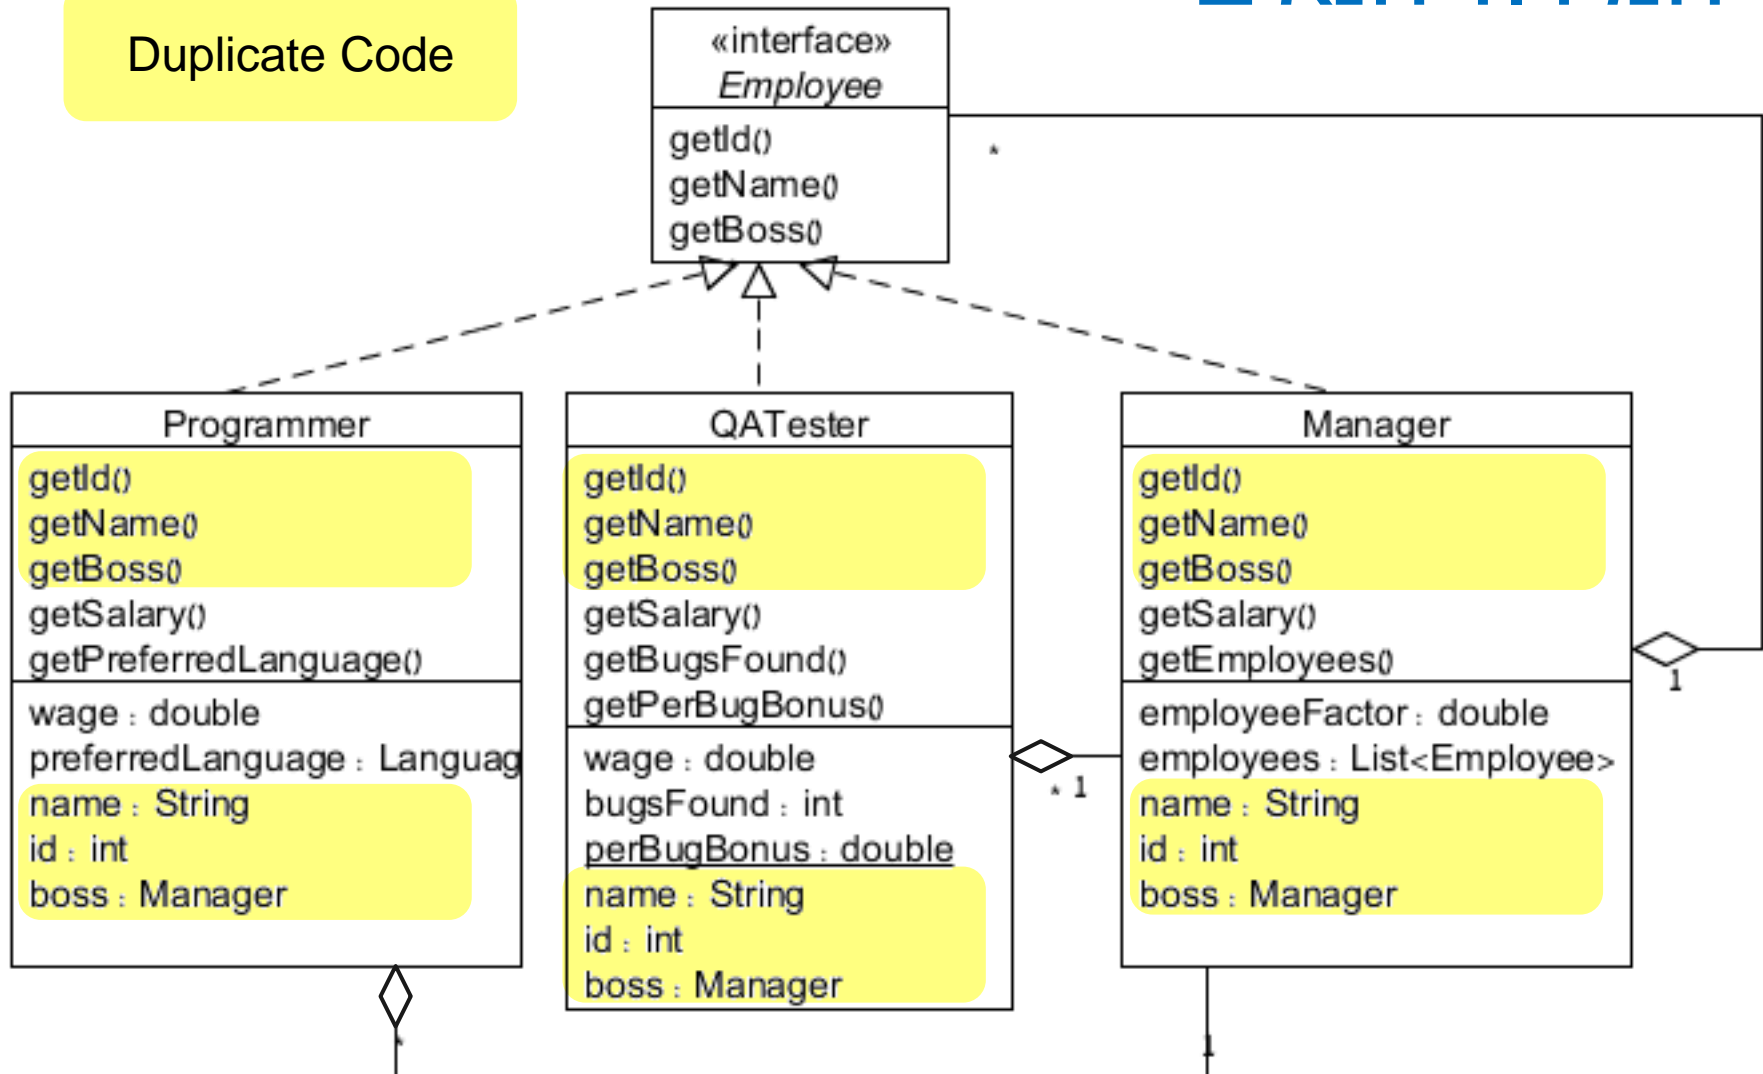 Duplicate Code
«interface»
Employee
getId()
getName()
getBoss()
*
Programmer
getId()
getName()
getBoss()
getSalary()
getPreferredLanguage()
wage : double
preferredLanguage : Languag
name : String
id : int
boss : Manager
*
QATester
getId()
getName()
getBoss()
getSalary()
getBugsFound()
getPerBugBonus()
wage : double
bugsFound : int
perBugBonus : double
name : String
id : int
boss : Manager
* 1
Manager
getId()
getName()
getBoss()
getSalary()
getEmployees()
employeeFactor : double
employees : List<Employee>
name : String
id : int
boss : Manager
1
1